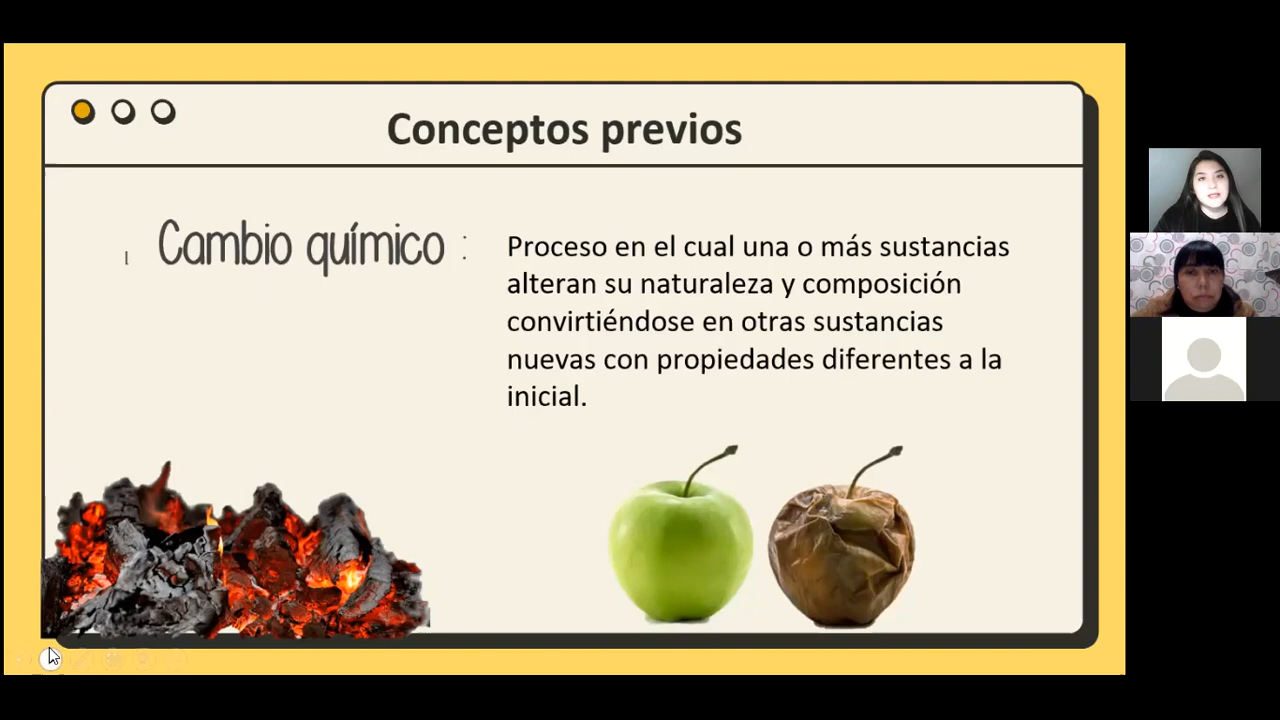 Conceptos previos
Cambio químico :
Proceso en el cual una o más sustancias
alteran su naturaleza y composición
convirtiéndose en otras sustancias
nuevas con propiedades diferentes a la
inicial.